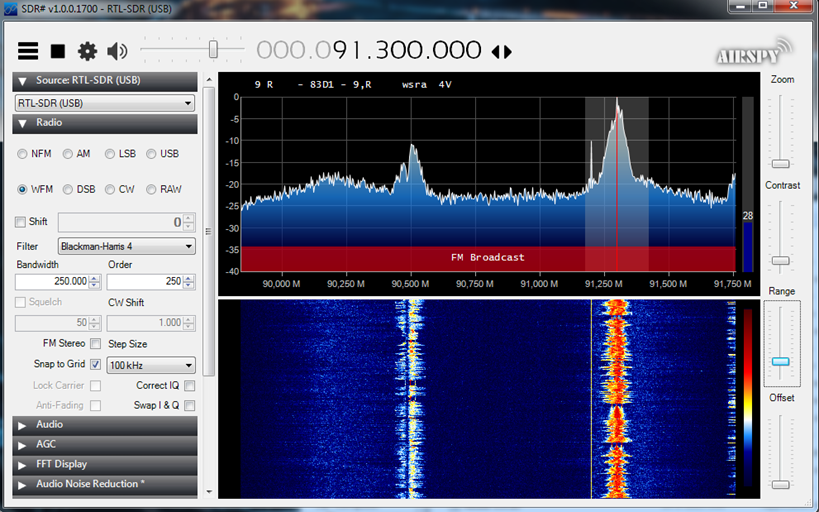 SDR# v1.0.0.1700 - RTL-SDR (USB)
000.091.300.000
AIRSPY
Source: RTL-SDR (USB)
RTL-SDR (USB)
Radio
NFM AM LSB USB
WFM DSB CW RAW
Shift 0
Filter Blackman-Harris 4
Bandwidth Order
250.000 250
Squelch CW Shift
50 1.000
FM Stereo Step Size
Snap to Grid 100 kHz
Lock Carrier Correct IQ
Anti-Fading Swap I & Q
Audio
AGC
FFT Display
Audio Noise Reduction *
9 R - 83D1 - 9,R wsra 4V
0
-5
-10
-15
-20
-25
-30
-35
-40
28
FM Broadcast
90,000 M 90,250 M 90,500 M 90,750 M 91,000 M 91,250 M 91,500 M 91,750 M
Zoom
Contrast
Range
Offset